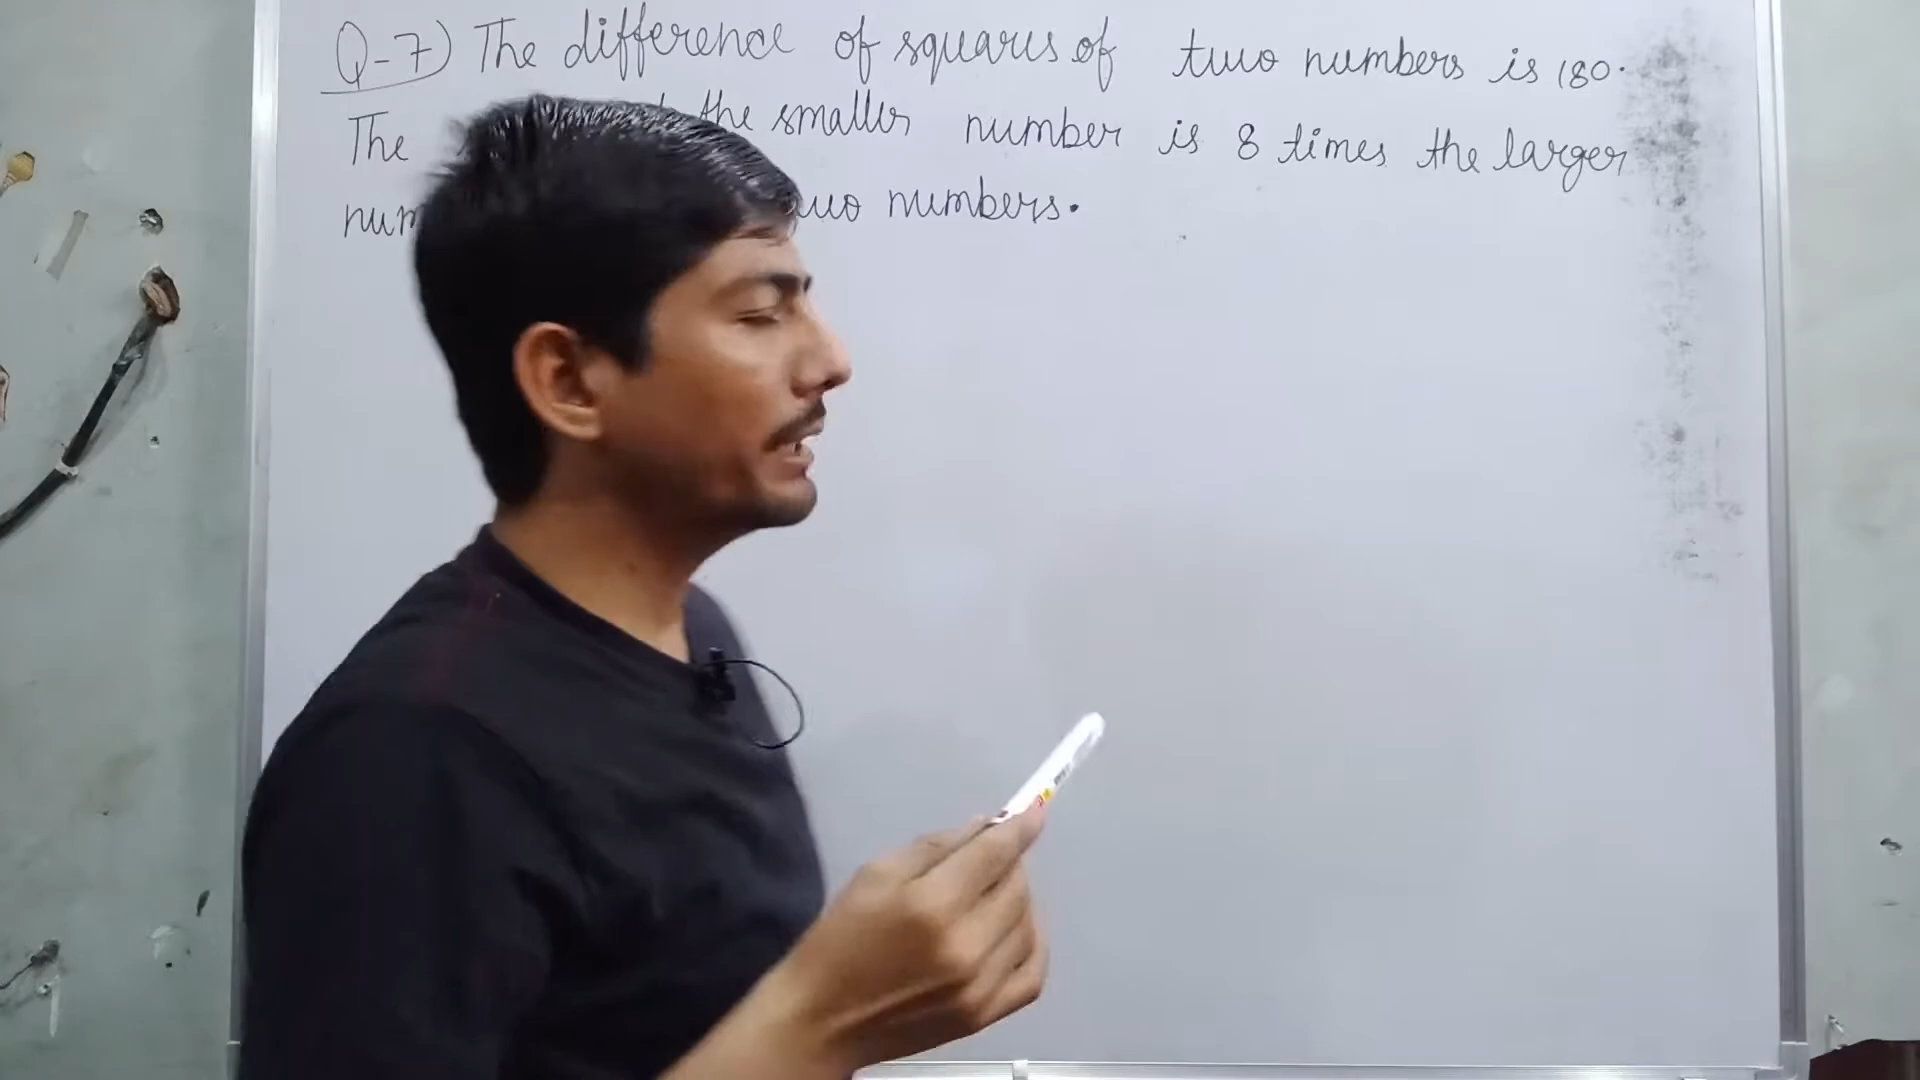 Q-7) The difference of squares of two numbers is 180.
The the smaller number is 8 times the larger
two numbers.